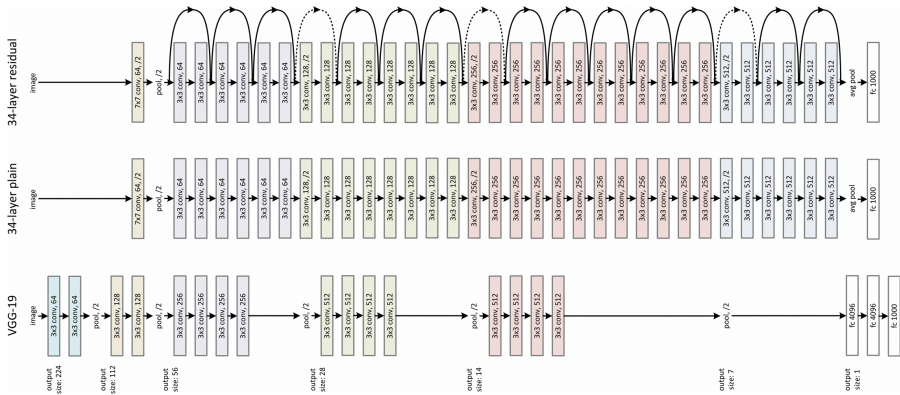 34-layer residual
image
7x7 conv, 64, /2
pool, /2
3x3 conv, 64
3x3 conv, 64
3x3 conv, 64
3x3 conv, 64
3x3 conv, 64
3x3 conv, 64
3x3 conv, 128, /2
3x3 conv, 128
3x3 conv, 128
3x3 conv, 128
3x3 conv, 128
3x3 conv, 128
3x3 conv, 128
3x3 conv, 128
3x3 conv, 256, /2
3x3 conv, 256
3x3 conv, 256
3x3 conv, 256
3x3 conv, 256
3x3 conv, 256
3x3 conv, 256
3x3 conv, 256
3x3 conv, 256
3x3 conv, 256
3x3 conv, 256
3x3 conv, 256
3x3 conv, 512, /2
3x3 conv, 512
3x3 conv, 512
3x3 conv, 512
3x3 conv, 512
3x3 conv, 512
avg pool
fc 1000
34-layer plain
image
7x7 conv, 64, /2
pool, /2
3x3 conv, 64
3x3 conv, 64
3x3 conv, 64
3x3 conv, 64
3x3 conv, 64
3x3 conv, 64
3x3 conv, 128, /2
3x3 conv, 128
3x3 conv, 128
3x3 conv, 128
3x3 conv, 128
3x3 conv, 128
3x3 conv, 128
3x3 conv, 128
3x3 conv, 256, /2
3x3 conv, 256
3x3 conv, 256
3x3 conv, 256
3x3 conv, 256
3x3 conv, 256
3x3 conv, 256
3x3 conv, 256
3x3 conv, 256
3x3 conv, 256
3x3 conv, 256
3x3 conv, 256
3x3 conv, 512, /2
3x3 conv, 512
3x3 conv, 512
3x3 conv, 512
3x3 conv, 512
3x3 conv, 512
avg pool
fc 1000
VGG-19
image
3x3 conv, 64
3x3 conv, 64
pool, /2
3x3 conv, 128
3x3 conv, 128
pool, /2
3x3 conv, 256
3x3 conv, 256
3x3 conv, 256
3x3 conv, 256
pool, /2
3x3 conv, 512
3x3 conv, 512
3x3 conv, 512
3x3 conv, 512
pool, /2
3x3 conv, 512
3x3 conv, 512
3x3 conv, 512
3x3 conv, 512
pool, /2
fc 4096
fc 4096
fc 1000
output
size: 224
output
size: 112
output
size: 56
output
size: 28
output
size: 14
output
size: 7
output
size: 1